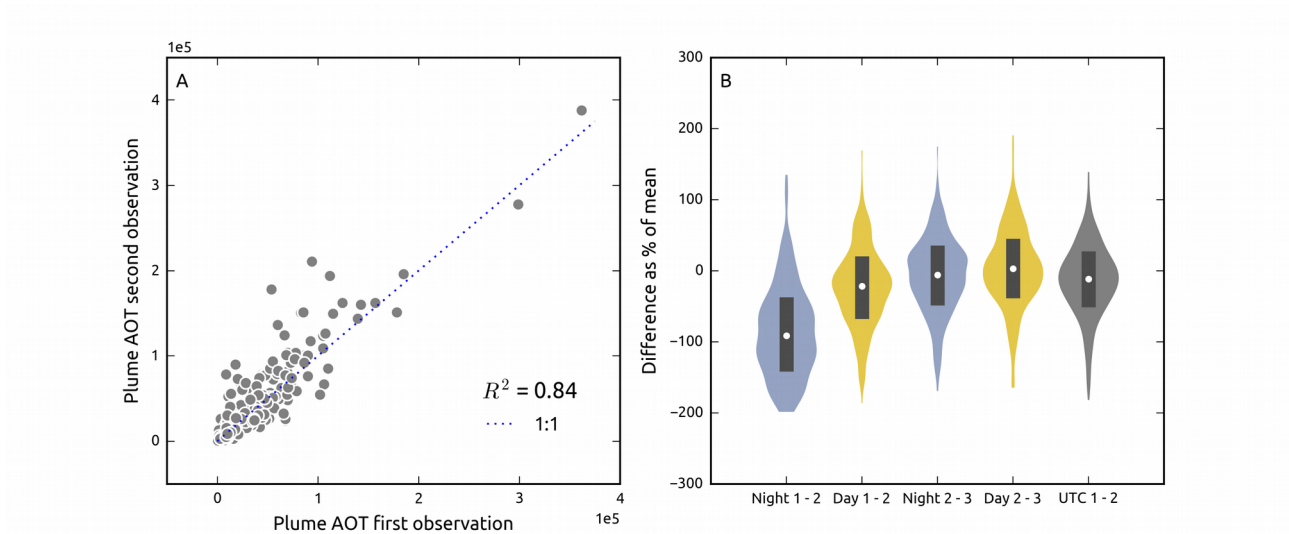 1e5
A
4
3
2
1
0
Plume AOT second observation
R² = 0.84
1:1
0 1 2 3 4
1e5
Plume AOT first observation
B
300
200
100
0
−100
−200
−300
Difference as % of mean
Night 1 - 2 Day 1 - 2 Night 2 - 3 Day 2 - 3 UTC 1 - 2